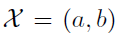 𝒳 = (a, b)